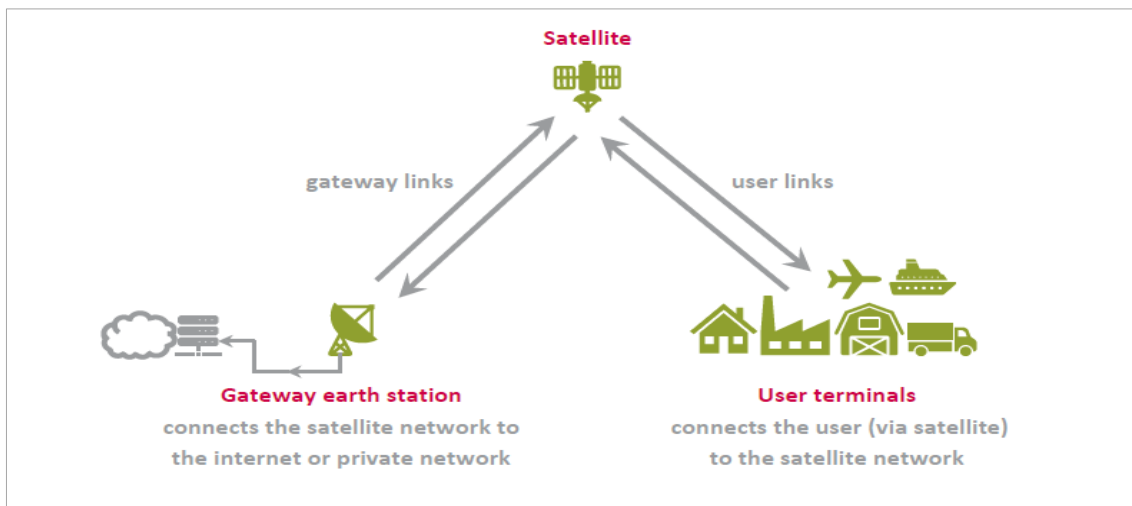 Satellite
gateway links
user links
Gateway earth station
connects the satellite network to
the internet or private network
User terminals
connects the user (via satellite)
to the satellite network